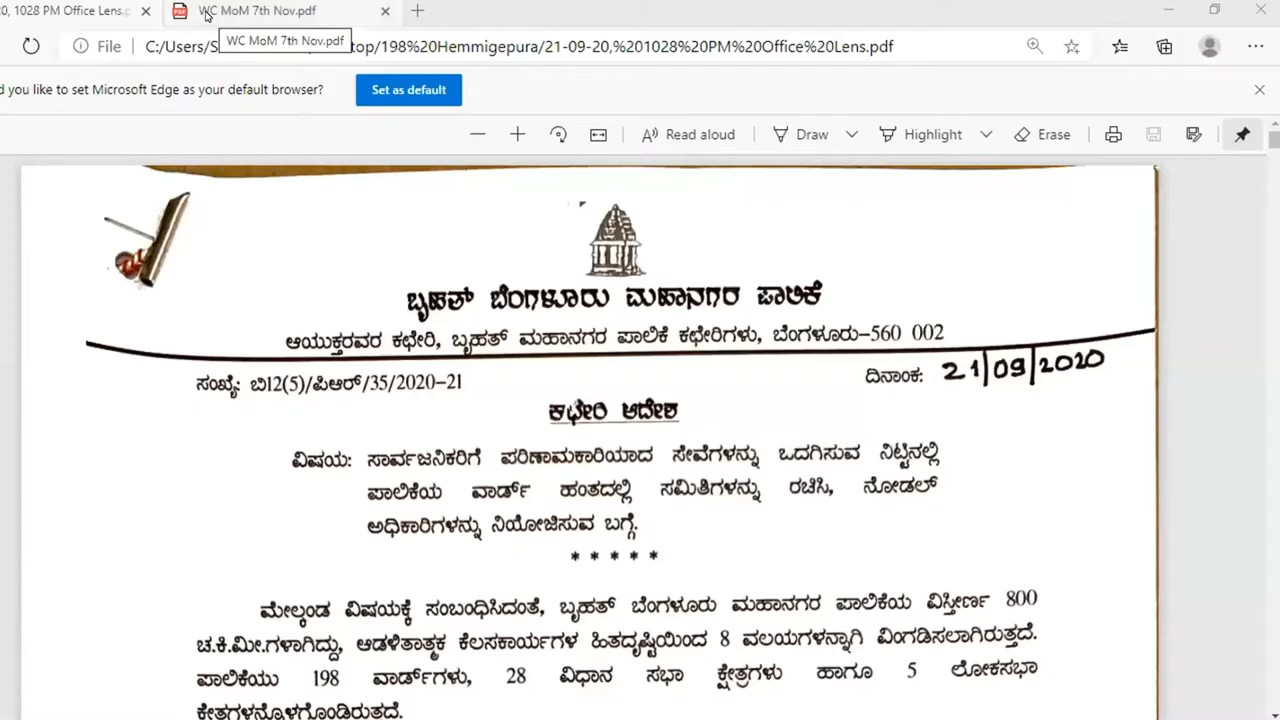 0, 1028 PM Office Lens.p
WC MoM 7th Nov.pdf
WC MoM 7th Nov.pdf
File
C:/Users/S top/198%20Hemmigepura/21-09-20,%201028%20PM%20Office%20Lens.pdf
d you like to set Microsoft Edge as your default browser?
Set as default
Read aloud
Draw
Highlight
Erase
ಬೃಹತ್ ಬೆಂಗಳೂರು ಮಹಾನಗರ ಪಾಲಿಕೆ
ಆಯುಕ್ತರವರ ಕಛೇರಿ, ಬೃಹತ್ ಮಹಾನಗರ ಪಾಲಿಕೆ ಕಛೇರಿಗಳು, ಬೆಂಗಳೂರು–560 002
ಸಂಖ್ಯೆ: ಬಿ12(5)/ಪಿಆರ್/35/2020–21
ದಿನಾಂಕ: 21/09/2020
ಕಛೇರಿ ಆದೇಶ
ವಿಷಯ: ಸಾರ್ವಜನಿಕರಿಗೆ ಪರಿಣಾಮಕಾರಿಯಾದ ಸೇವೆಗಳನ್ನು ಒದಗಿಸುವ ನಿಟ್ಟಿನಲ್ಲಿ
ಪಾಲಿಕೆಯ ವಾರ್ಡ್ ಹಂತದಲ್ಲಿ ಸಮಿತಿಗಳನ್ನು ರಚಿಸಿ, ನೋಡಲ್
ಅಧಿಕಾರಿಗಳನ್ನು ನಿಯೋಜಿಸುವ ಬಗ್ಗೆ.
* * * * *
ಮೇಲ್ಕಂಡ ವಿಷಯಕ್ಕೆ ಸಂಬಂಧಿಸಿದಂತೆ, ಬೃಹತ್ ಬೆಂಗಳೂರು ಮಹಾನಗರ ಪಾಲಿಕೆಯ ವಿಸ್ತೀರ್ಣ 800
ಚ.ಕಿ.ಮೀ.ಗಳಾಗಿದ್ದು, ಆಡಳಿತಾತ್ಮಕ ಕೆಲಸಕಾರ್ಯಗಳ ಹಿತದೃಷ್ಟಿಯಿಂದ 8 ವಲಯಗಳನ್ನಾಗಿ ವಿಂಗಡಿಸಲಾಗಿರುತ್ತದೆ.
ಪಾಲಿಕೆಯು 198 ವಾರ್ಡ್‌ಗಳು, 28 ವಿಧಾನ ಸಭಾ ಕ್ಷೇತ್ರಗಳು ಹಾಗೂ 5 ಲೋಕಸಭಾ
ಕ್ಷೇತ್ರಗಳನ್ನೊಳಗೊಂಡಿರುತ್ತದೆ.